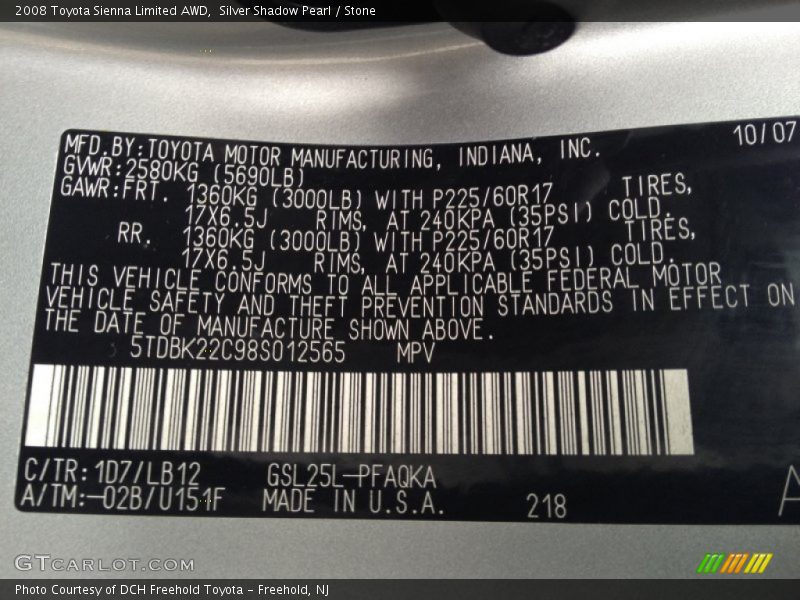 2008 Toyota Sienna Limited AWD,  Silver Shadow Pearl / Stone
MFD.BY:TOYOTA MOTOR MANUFACTURING, INDIANA, INC. 10/07
GVWR:2580KG (5690LB)
GAWR:FRT. 1360KG (3000LB) WITH P225/60R17 TIRES,
17X6.5J RIMS, AT 240KPA (35PSI) COLD.
RR. 1360KG (3000LB) WITH P225/60R17 TIRES,
17X6.5J RIMS, AT 240KPA (35PSI) COLD.
THIS VEHICLE CONFORMS TO ALL APPLICABLE FEDERAL MOTOR
VEHICLE SAFETY AND THEFT PREVENTION STANDARDS IN EFFECT ON
THE DATE OF MANUFACTURE SHOWN ABOVE.
5TDBK22C98S012565 MPV
C/TR:1D7/LB12 GSL25L-PFAQKA
A/TM:-02B/U151F MADE IN U.S.A. 218 A
GTCARLOT.COM
Photo Courtesy of DCH Freehold Toyota – Freehold, NJ